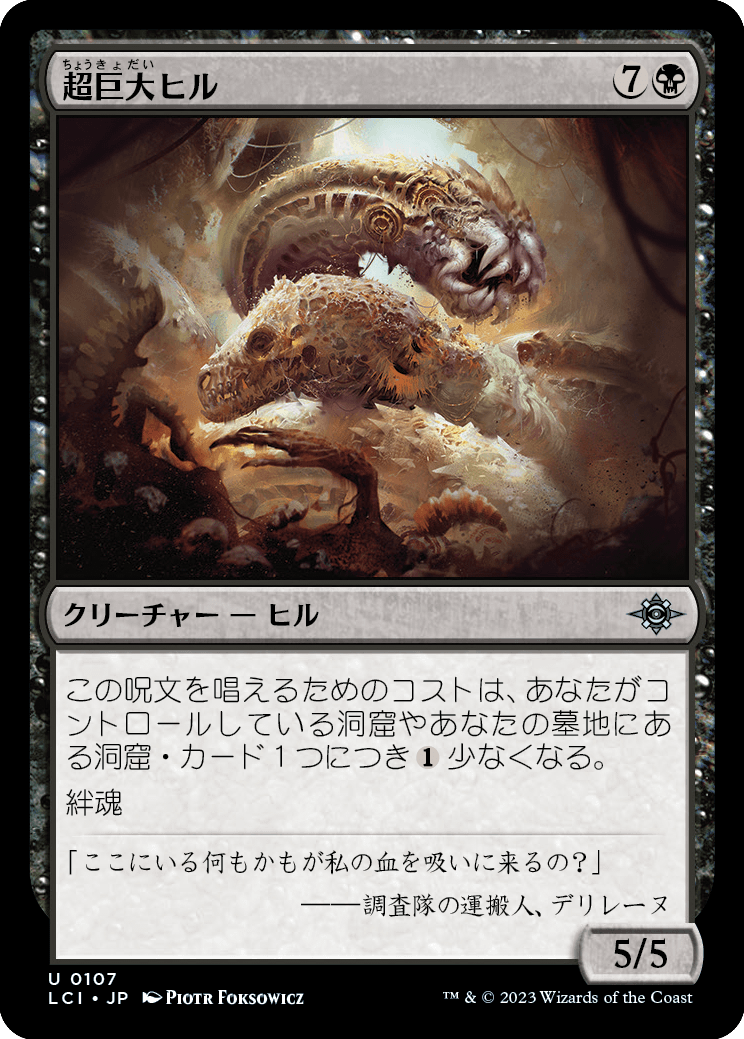 ちょうきょだい
超巨大ヒル
7
クリーチャー — ヒル
この呪文を唱えるためのコストは、あなたがコ
ントロールしている洞窟やあなたの墓地にあ
る洞窟・カード1つにつき 1 少なくなる。
絆魂
「ここにいる何もかもが私の血を吸いに来るの?」
——調査隊の運搬人、デリレーヌ
5/5
U 0107
LCI • JP Piotr Foksowicz
™ & © 2023 Wizards of the Coast